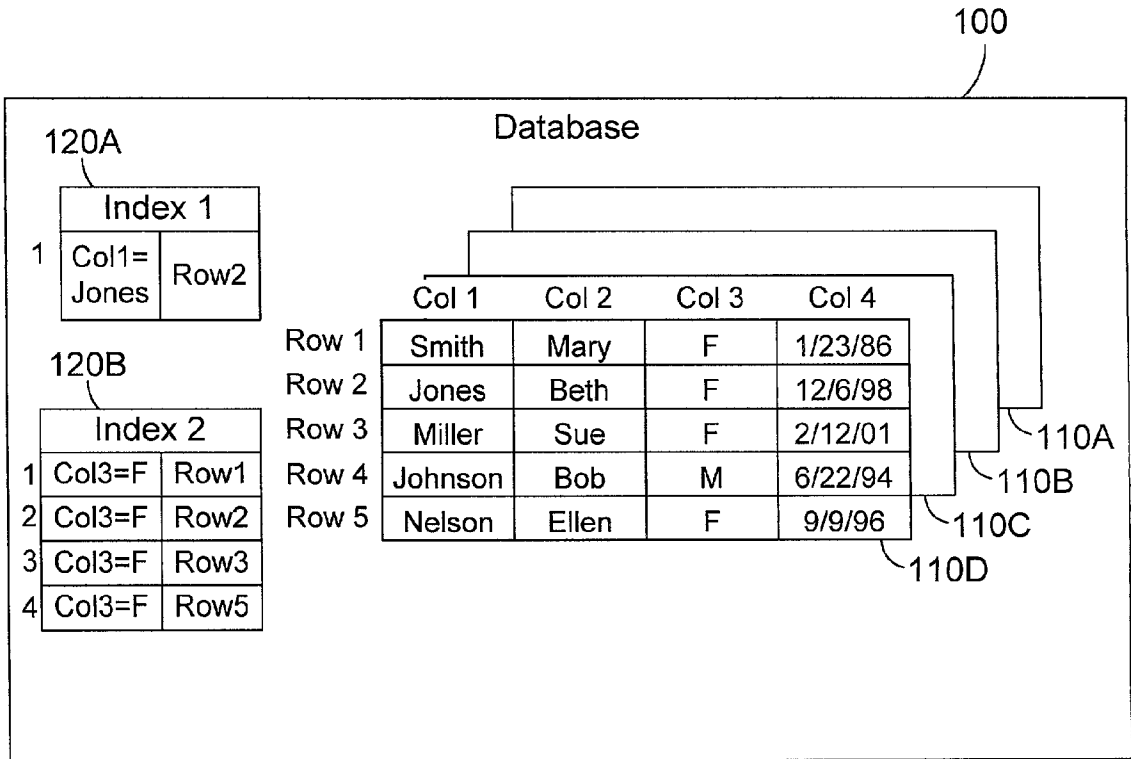 100
Database
120A
Index 1
1 Col1= Jones Row2
120B
Index 2
1 Col3=F Row1
2 Col3=F Row2
3 Col3=F Row3
4 Col3=F Row5
Col 1 Col 2 Col 3 Col 4
Row 1 Smith Mary F 1/23/86
Row 2 Jones Beth F 12/6/98
Row 3 Miller Sue F 2/12/01
Row 4 Johnson Bob M 6/22/94
Row 5 Nelson Ellen F 9/9/96
110A
110B
110C
110D